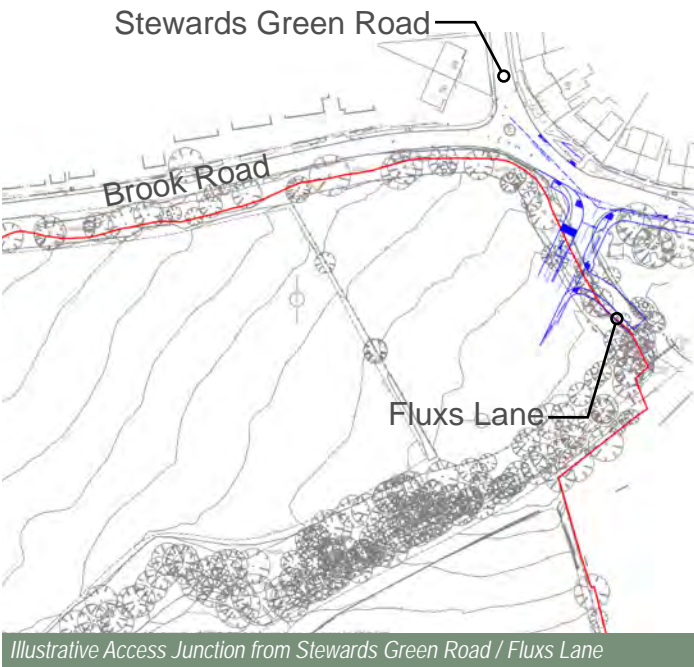 Stewards Green Road
Brook Road
Fluxs Lane
Illustrative Access Junction from Stewards Green Road / Fluxs Lane